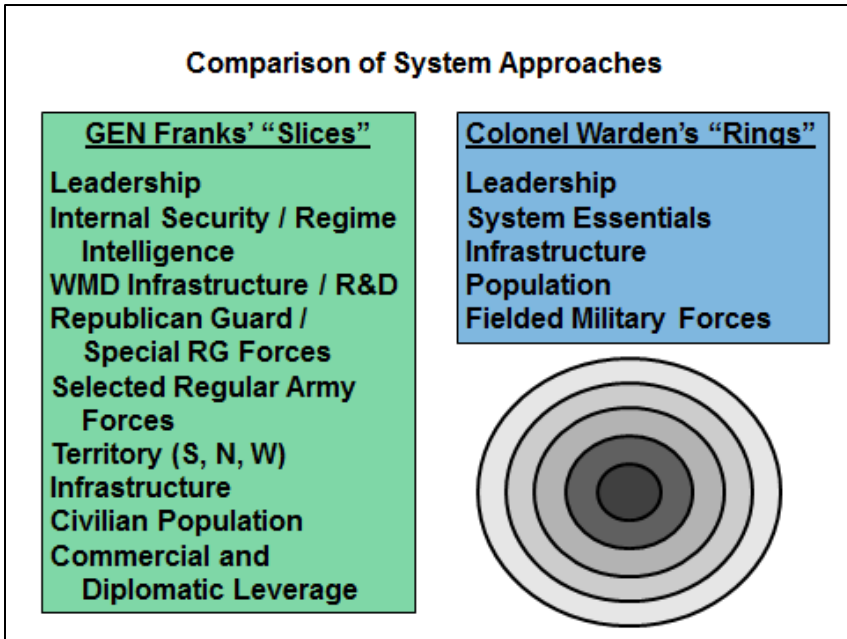 Comparison of System Approaches
GEN Franks’ “Slices”
Leadership
Internal Security / Regime
Intelligence
WMD Infrastructure / R&D
Republican Guard /
Special RG Forces
Selected Regular Army
Forces
Territory (S, N, W)
Infrastructure
Civilian Population
Commercial and
Diplomatic Leverage
Colonel Warden’s “Rings”
Leadership
System Essentials
Infrastructure
Population
Fielded Military Forces